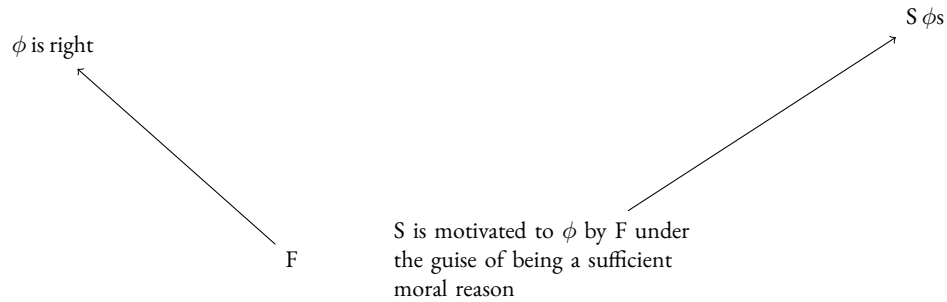 S ϕs
ϕ is right
F
S is motivated to ϕ by F under
the guise of being a sufficient
moral reason